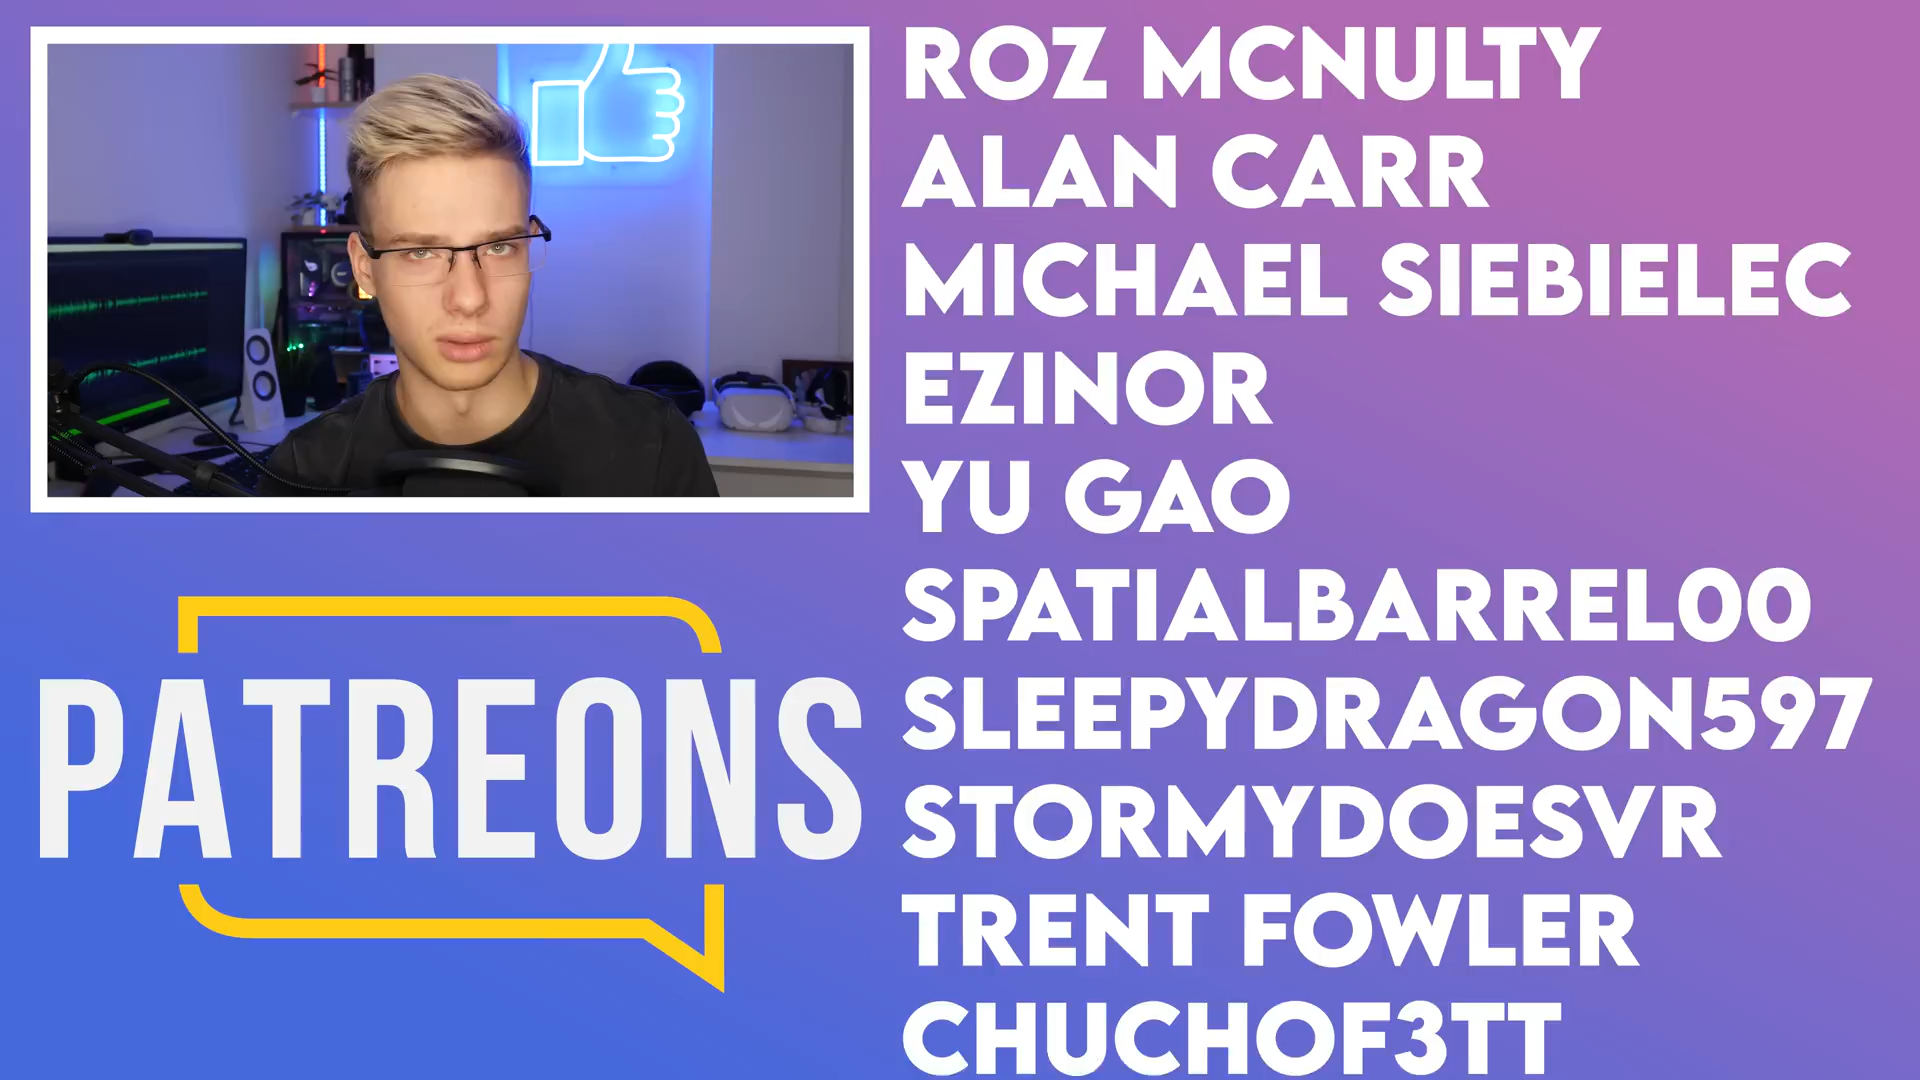 ROZ MCNULTY
ALAN CARR
MICHAEL SIEBIELEC
EZINOR
YU GAO
SPATIALBARREL00
SLEEPYDRAGON597
STORMYDOESVR
TRENT FOWLER
CHUCHOF3TT
PATREONS